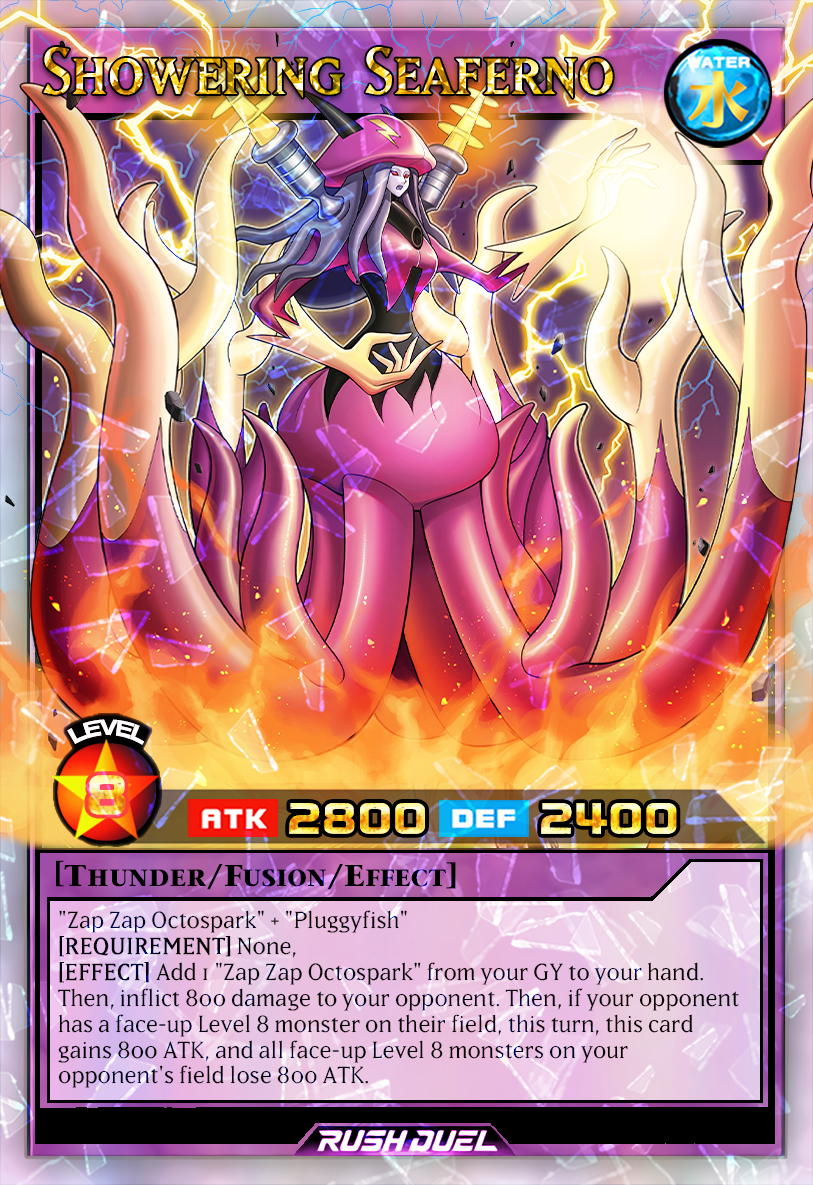 Showering Seaferno
WATER
水
LEVEL
8
ATK 2800 DEF 2400
[Thunder/Fusion/Effect]
"Zap Zap Octospark" + "Pluggyfish"
[REQUIREMENT] None,
[EFFECT] Add 1 "Zap Zap Octospark" from your GY to your hand.
Then, inflict 800 damage to your opponent. Then, if your opponent
has a face-up Level 8 monster on their field, this turn, this card
gains 800 ATK, and all face-up Level 8 monsters on your
opponent's field lose 800 ATK.
RUSH DUEL